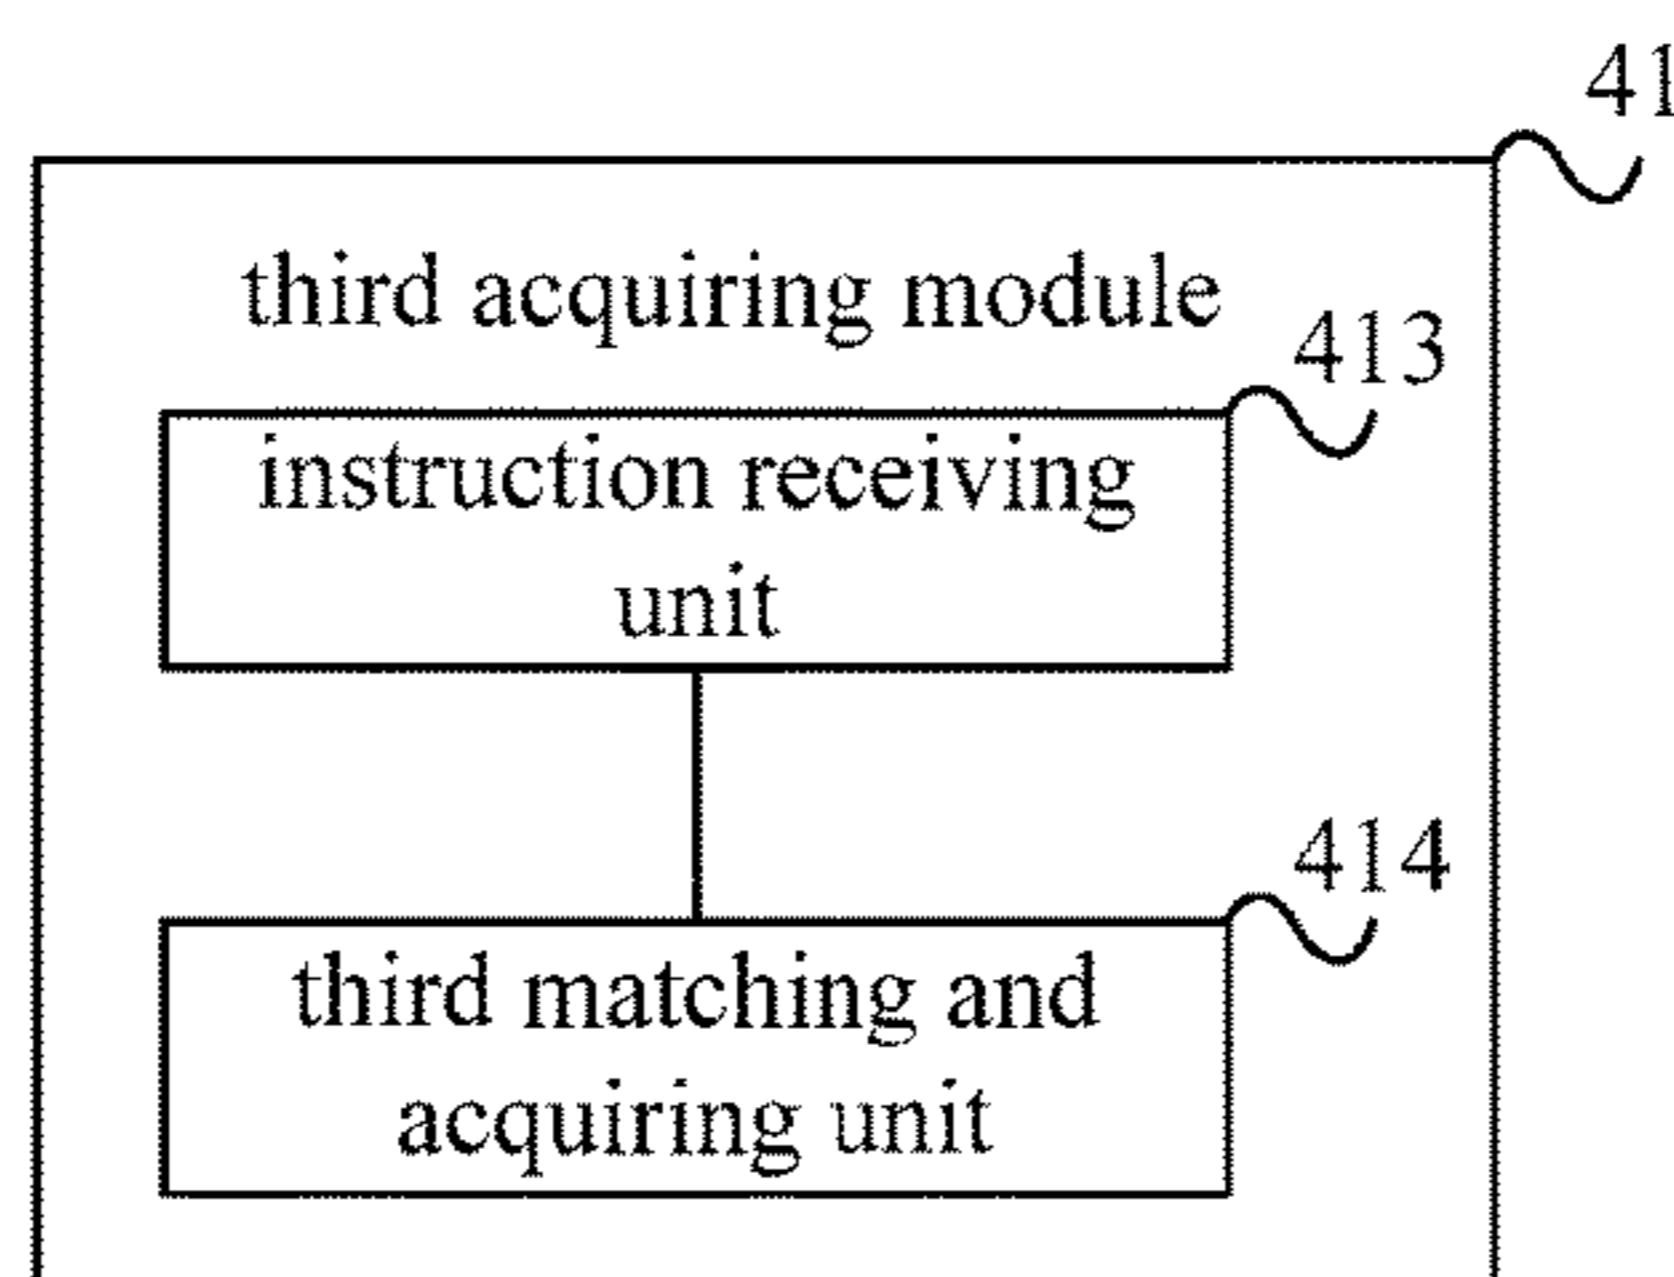 41
third acquiring module
413
instruction receiving
unit
414
third matching and
acquiring unit